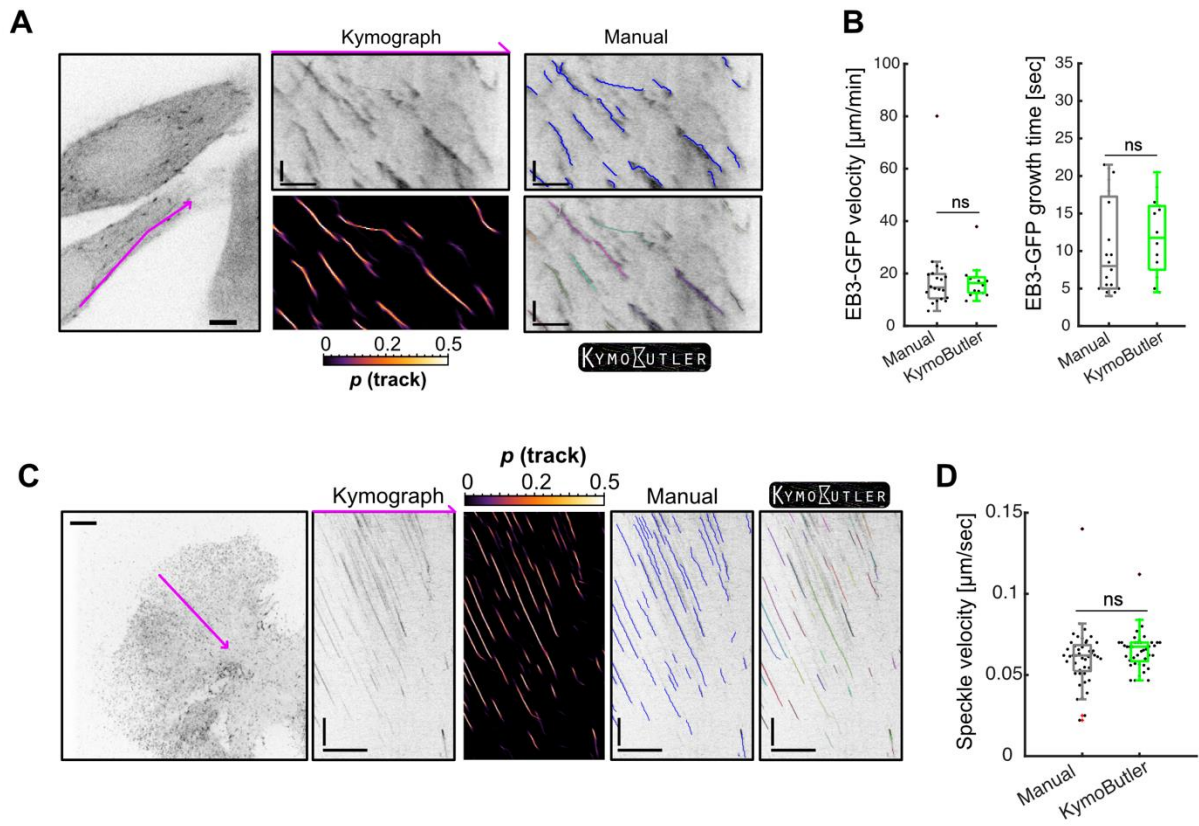 A
Kymograph
Manual
0 0.2 0.5
p (track)
KYMOBUTLER
B
EB3-GFP velocity [µm/min]
100
80
60
40
20
0
ns
Manual
KymoButler
EB3-GFP growth time [sec]
35
30
25
20
15
10
5
0
ns
Manual
KymoButler
C
Kymograph
p (track)
0 0.2 0.5
Manual
KYMOBUTLER
D
Speckle velocity [µm/sec]
0.15
0.1
0.05
0
ns
Manual
KymoButler